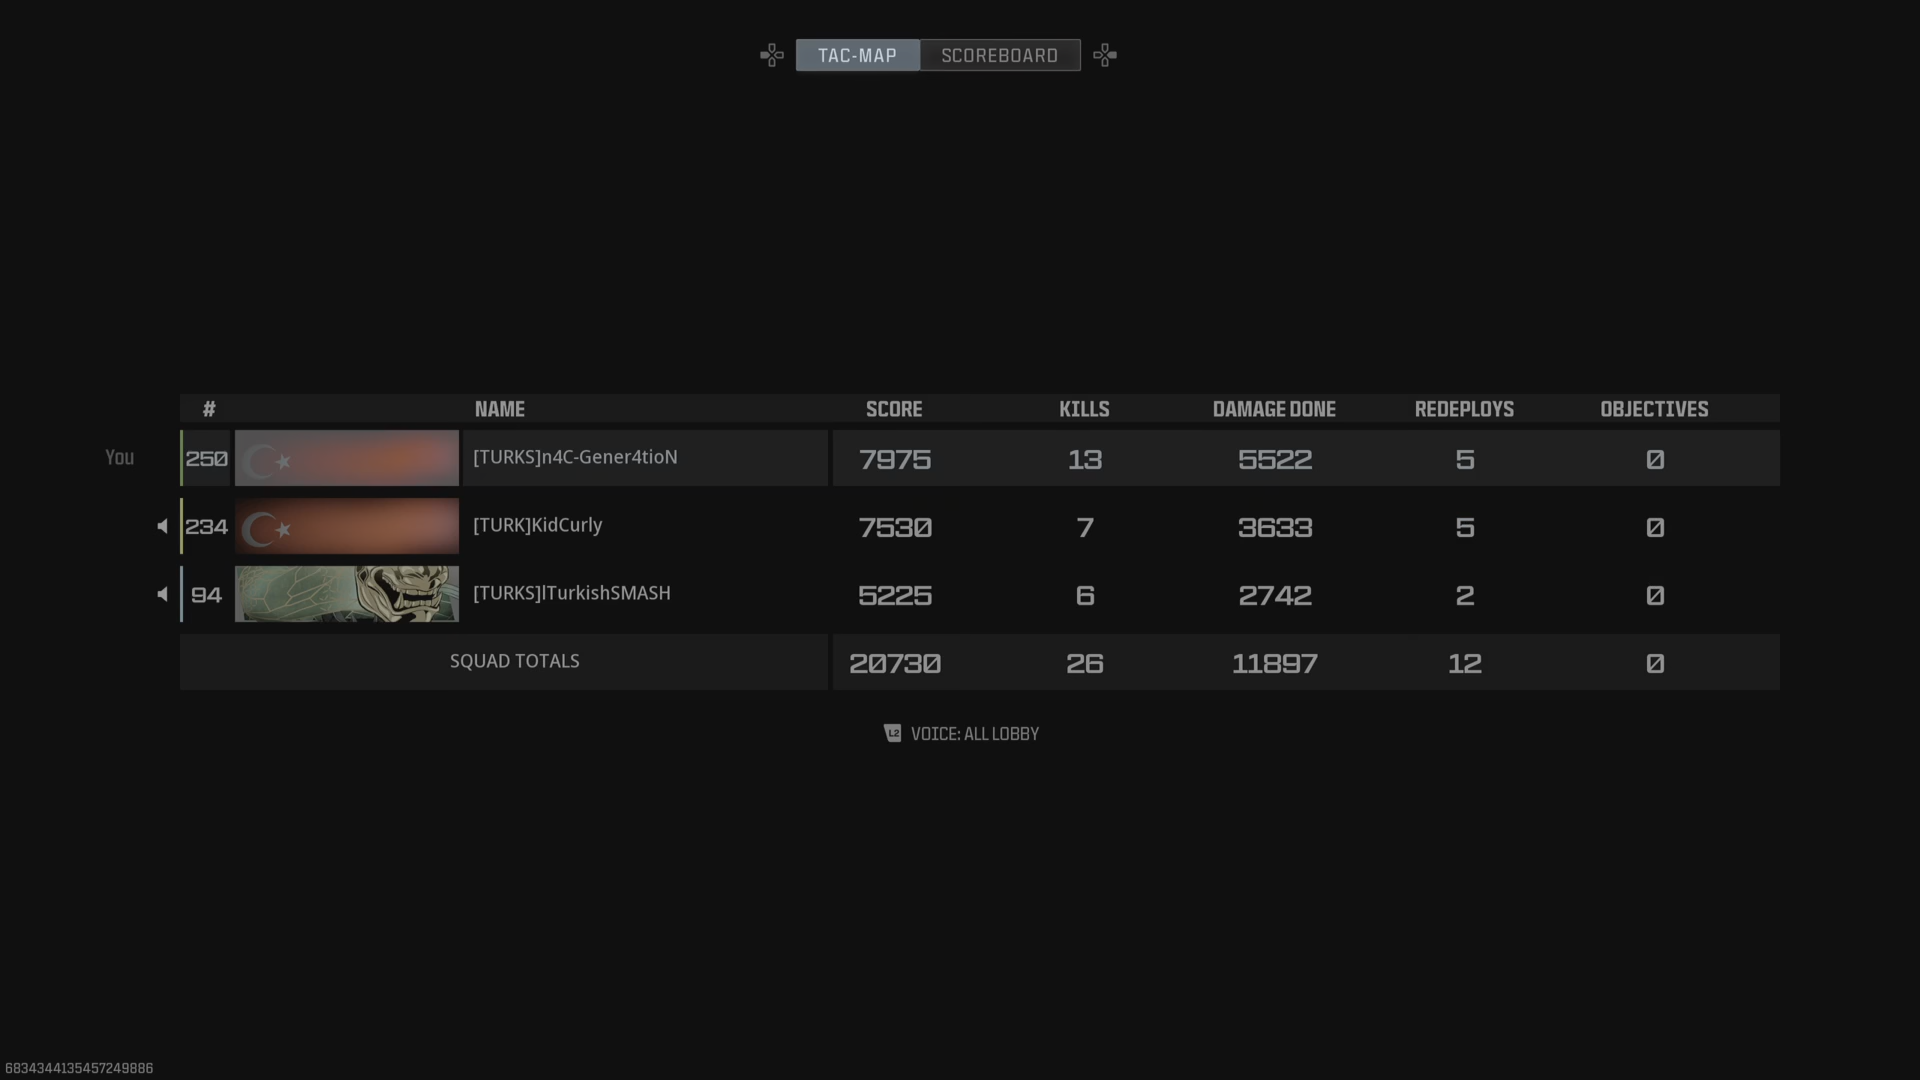 TAC-MAP SCOREBOARD
# NAME SCORE KILLS DAMAGE DONE REDEPLOYS OBJECTIVES
You 250 [TURKS]n4C-Gener4tioN 7975 13 5522 5 0
234 [TURK]KidCurly 7530 7 3633 5 0
94 [TURKS]lTurkishSMASH 5225 6 2742 2 0
SQUAD TOTALS 20730 26 11897 12 0
L2 VOICE: ALL LOBBY
6834344135457249886